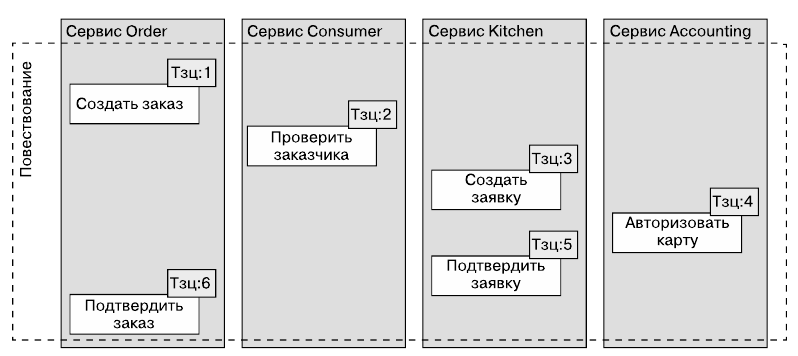 Сервис Order
Сервис Consumer
Сервис Kitchen
Сервис Accounting
Повествование
Тзц:1
Создать заказ
Тзц:2
Проверить
заказчика
Тзц:3
Создать
заявку
Тзц:4
Авторизовать
карту
Тзц:5
Подтвердить
заявку
Тзц:6
Подтвердить
заказ